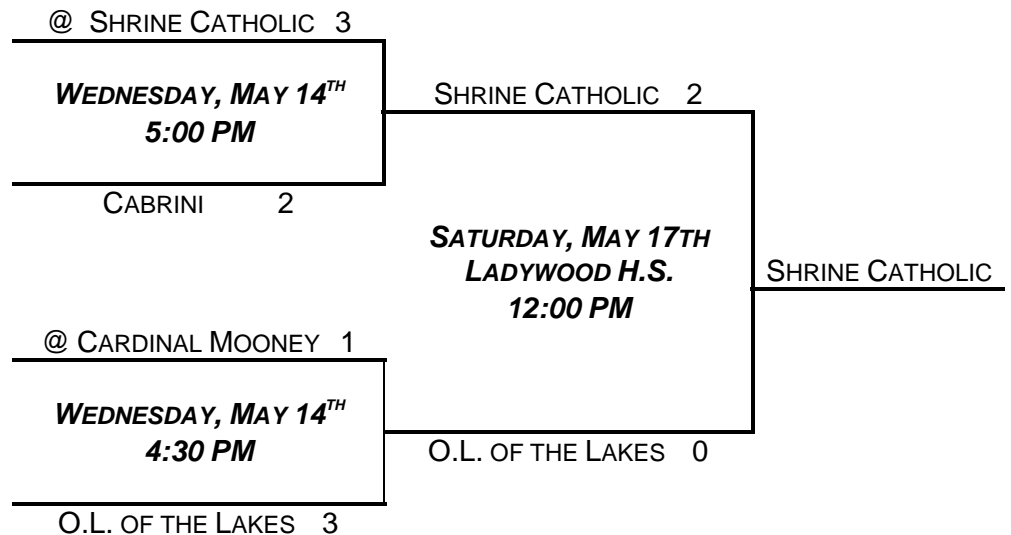 @ SHRINE CATHOLIC 3
WEDNESDAY, MAY 14TH
5:00 PM
CABRINI 2
SHRINE CATHOLIC 2
SATURDAY, MAY 17TH
LADYWOOD H.S.
12:00 PM
SHRINE CATHOLIC
@ CARDINAL MOONEY 1
WEDNESDAY, MAY 14TH
4:30 PM
O.L. OF THE LAKES 3
O.L. OF THE LAKES 0